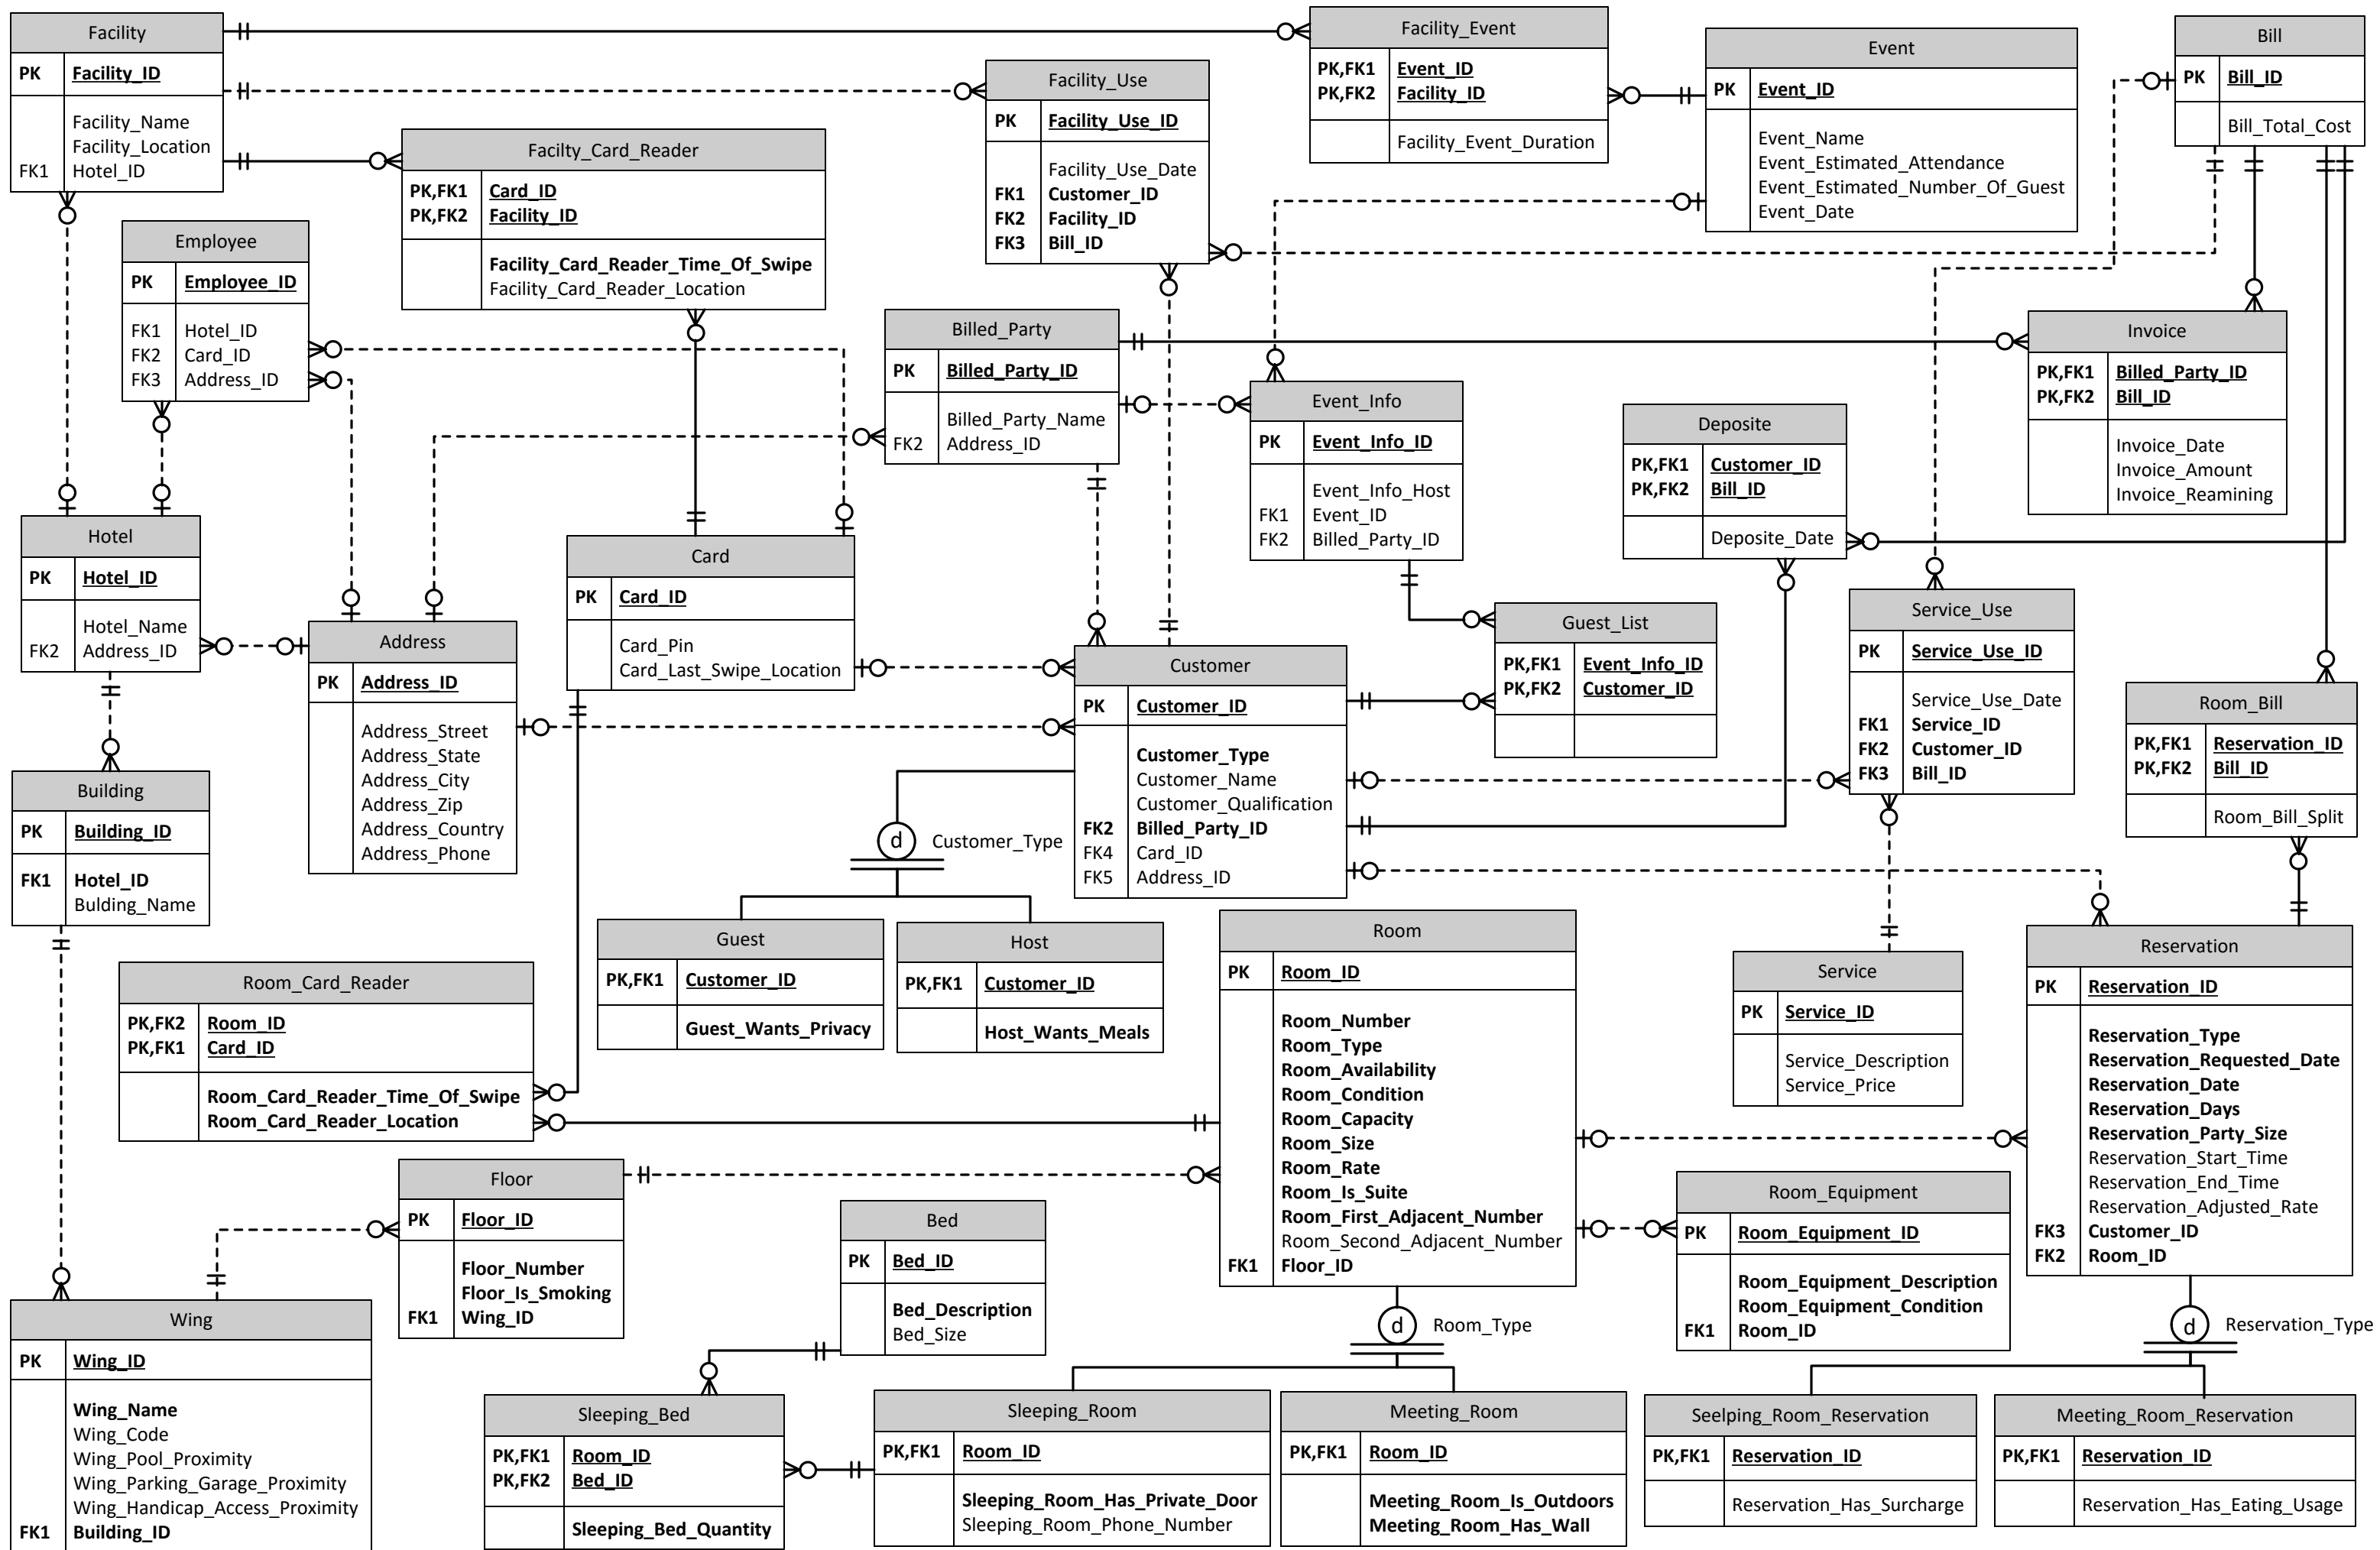 Facility
PK Facility_ID
Facility_Name
Facility_Location
FK1 Hotel_ID
Facility_Event
PK,FK1 Event_ID
PK,FK2 Facility_ID
Facility_Event_Duration
Event
PK Event_ID
Event_Name
Event_Estimated_Attendance
Event_Estimated_Number_Of_Guest
Event_Date
Bill
PK Bill_ID
Bill_Total_Cost
Facility_Use
PK Facility_Use_ID
Facility_Use_Date
FK1 Customer_ID
FK2 Facility_ID
FK3 Bill_ID
Facilty_Card_Reader
PK,FK1 Card_ID
PK,FK2 Facility_ID
Facility_Card_Reader_Time_Of_Swipe
Facility_Card_Reader_Location
Employee
PK Employee_ID
FK1 Hotel_ID
FK2 Card_ID
FK3 Address_ID
Billed_Party
PK Billed_Party_ID
Billed_Party_Name
FK2 Address_ID
Invoice
PK,FK1 Billed_Party_ID
PK,FK2 Bill_ID
Invoice_Date
Invoice_Amount
Invoice_Reamining
Event_Info
PK Event_Info_ID
Event_Info_Host
FK1 Event_ID
FK2 Billed_Party_ID
Deposite
PK,FK1 Customer_ID
PK,FK2 Bill_ID
Deposite_Date
Hotel
PK Hotel_ID
Hotel_Name
FK2 Address_ID
Card
PK Card_ID
Card_Pin
Card_Last_Swipe_Location
Address
PK Address_ID
Address_Street
Address_State
Address_City
Address_Zip
Address_Country
Address_Phone
Guest_List
PK,FK1 Event_Info_ID
PK,FK2 Customer_ID
Service_Use
PK Service_Use_ID
Service_Use_Date
FK1 Service_ID
FK2 Customer_ID
FK3 Bill_ID
Customer
PK Customer_ID
Customer_Type
Customer_Name
Customer_Qualification
FK2 Billed_Party_ID
FK4 Card_ID
FK5 Address_ID
Room_Bill
PK,FK1 Reservation_ID
PK,FK2 Bill_ID
Room_Bill_Split
Building
PK Building_ID
FK1 Hotel_ID
Bulding_Name
d Customer_Type
Guest
PK,FK1 Customer_ID
Guest_Wants_Privacy
Host
PK,FK1 Customer_ID
Host_Wants_Meals
Room
PK Room_ID
Room_Number
Room_Type
Room_Availability
Room_Condition
Room_Capacity
Room_Size
Room_Rate
Room_Is_Suite
Room_First_Adjacent_Number
Room_Second_Adjacent_Number
FK1 Floor_ID
Service
PK Service_ID
Service_Description
Service_Price
Reservation
PK Reservation_ID
Reservation_Type
Reservation_Requested_Date
Reservation_Date
Reservation_Days
Reservation_Party_Size
Reservation_Start_Time
Reservation_End_Time
Reservation_Adjusted_Rate
FK3 Customer_ID
FK2 Room_ID
Room_Card_Reader
PK,FK2 Room_ID
PK,FK1 Card_ID
Room_Card_Reader_Time_Of_Swipe
Room_Card_Reader_Location
Floor
PK Floor_ID
Floor_Number
Floor_Is_Smoking
FK1 Wing_ID
Bed
PK Bed_ID
Bed_Description
Bed_Size
Room_Equipment
PK Room_Equipment_ID
Room_Equipment_Description
Room_Equipment_Condition
FK1 Room_ID
Wing
PK Wing_ID
Wing_Name
Wing_Code
Wing_Pool_Proximity
Wing_Parking_Garage_Proximity
Wing_Handicap_Access_Proximity
FK1 Building_ID
d Room_Type
d Reservation_Type
Sleeping_Bed
PK,FK1 Room_ID
PK,FK2 Bed_ID
Sleeping_Bed_Quantity
Sleeping_Room
PK,FK1 Room_ID
Sleeping_Room_Has_Private_Door
Sleeping_Room_Phone_Number
Meeting_Room
PK,FK1 Room_ID
Meeting_Room_Is_Outdoors
Meeting_Room_Has_Wall
Seelping_Room_Reservation
PK,FK1 Reservation_ID
Reservation_Has_Surcharge
Meeting_Room_Reservation
PK,FK1 Reservation_ID
Reservation_Has_Eating_Usage